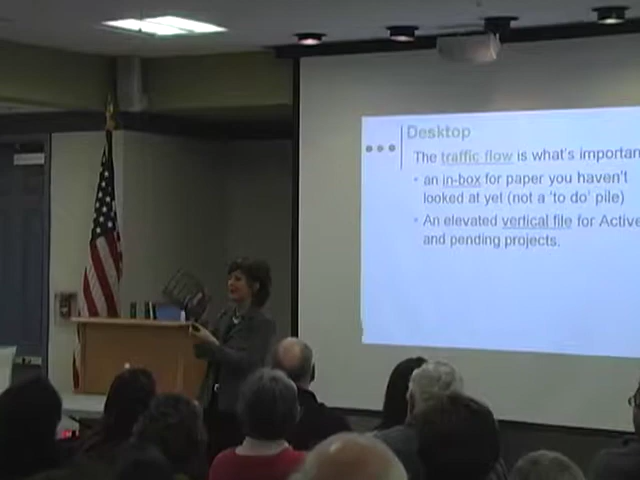 Desktop
The traffic flow is what's importan
• an in-box for paper you haven't
looked at yet (not a 'to do' pile)
• An elevated vertical file for Active
and pending projects.